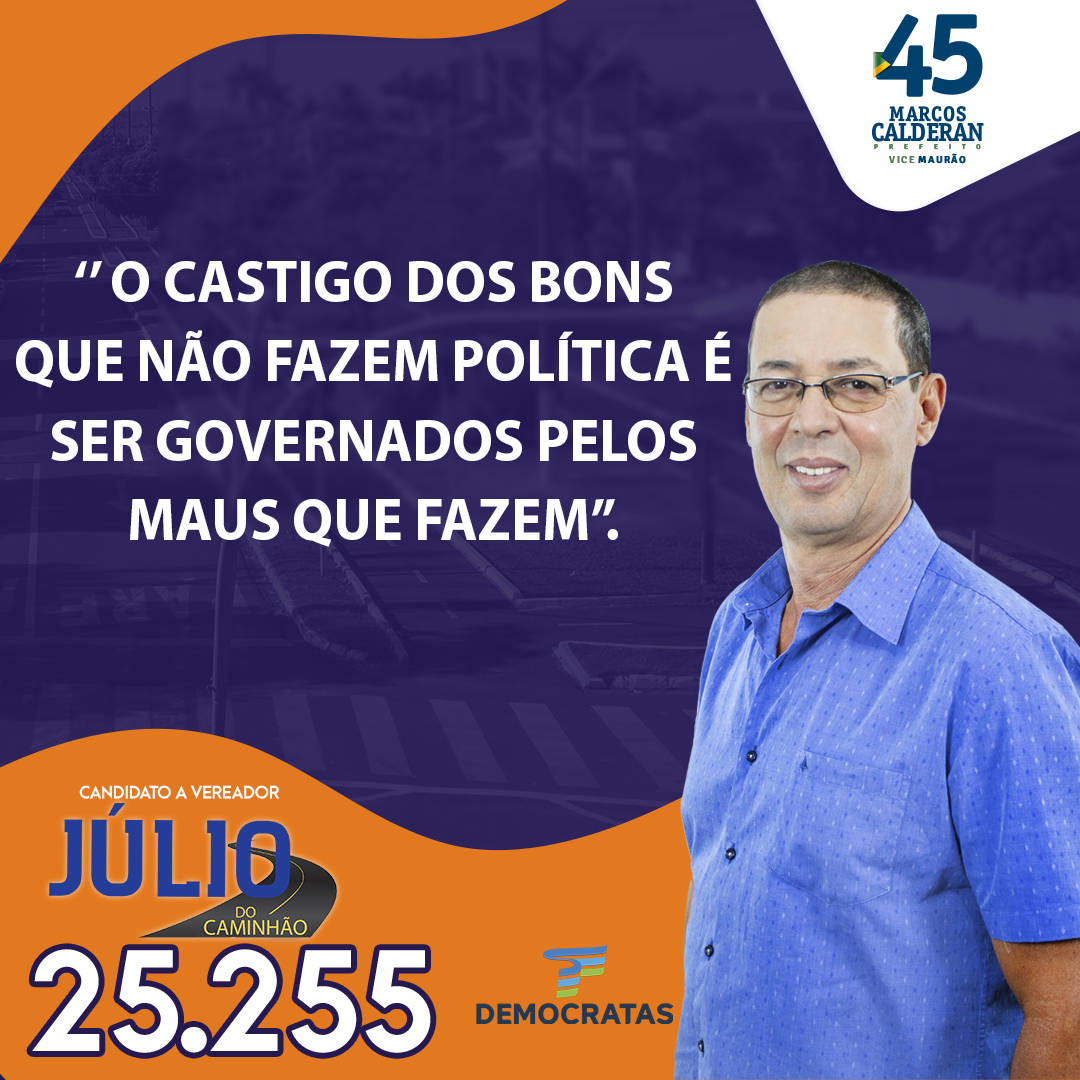 45
MARCOS
CALDERAN
PREFEITO
VICE MAURÃO
‘’ O CASTIGO DOS BONS
QUE NÃO FAZEM POLÍTICA É
SER GOVERNADOS PELOS
MAUS QUE FAZEM”.
CANDIDATO A VEREADOR
JÚLIO
DO
CAMINHÃO
25.255
DEMOCRATAS